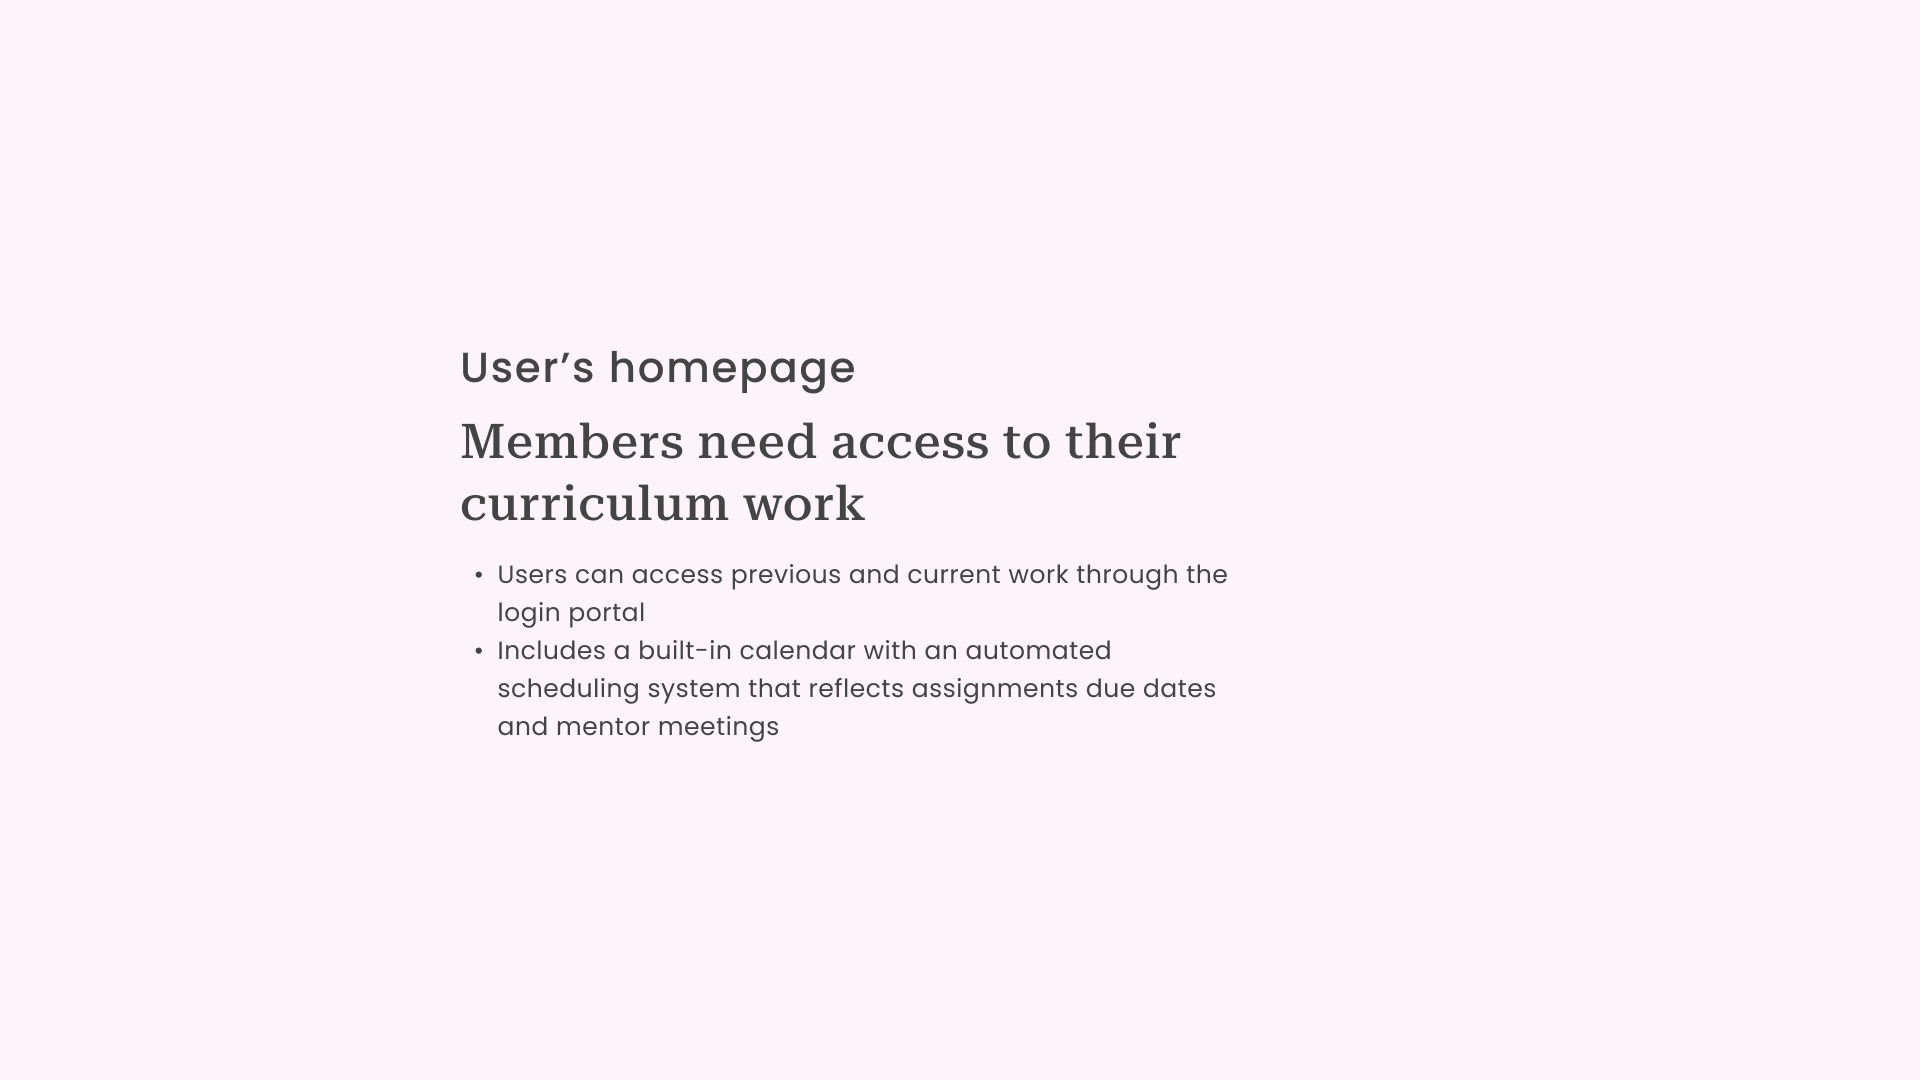 User’s homepage
Members need access to their
curriculum work
• Users can access previous and current work through the
login portal
• Includes a built-in calendar with an automated
scheduling system that reflects assignments due dates
and mentor meetings